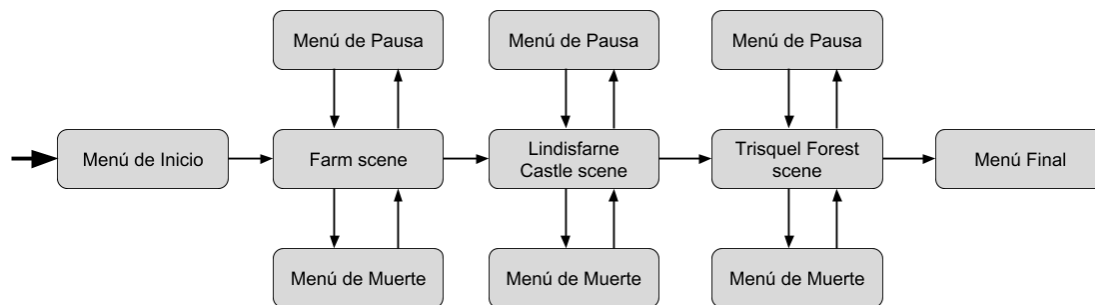 Menú de Pausa
Menú de Pausa
Menú de Pausa
Menú de Inicio
Farm scene
Lindisfarne
Castle scene
Trisquel Forest
scene
Menú Final
Menú de Muerte
Menú de Muerte
Menú de Muerte